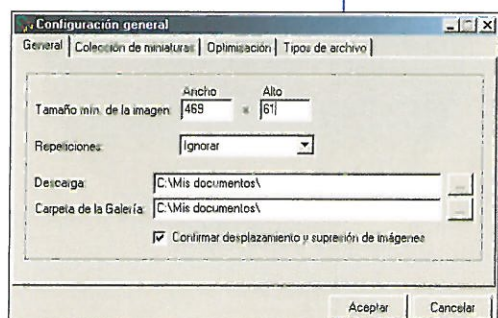 Configuración general
General Colección de miniaturas Optimización Tipos de archivo
Ancho Alto
Tamaño mín. de la imagen: 469 x 61
Repeticiones: Ignorar
Descarga: C:\Mis documentos\ ...
Carpeta de la Galería: C:\Mis documentos\ ...
Confirmar desplazamiento y supresión de imágenes
Aceptar Cancelar